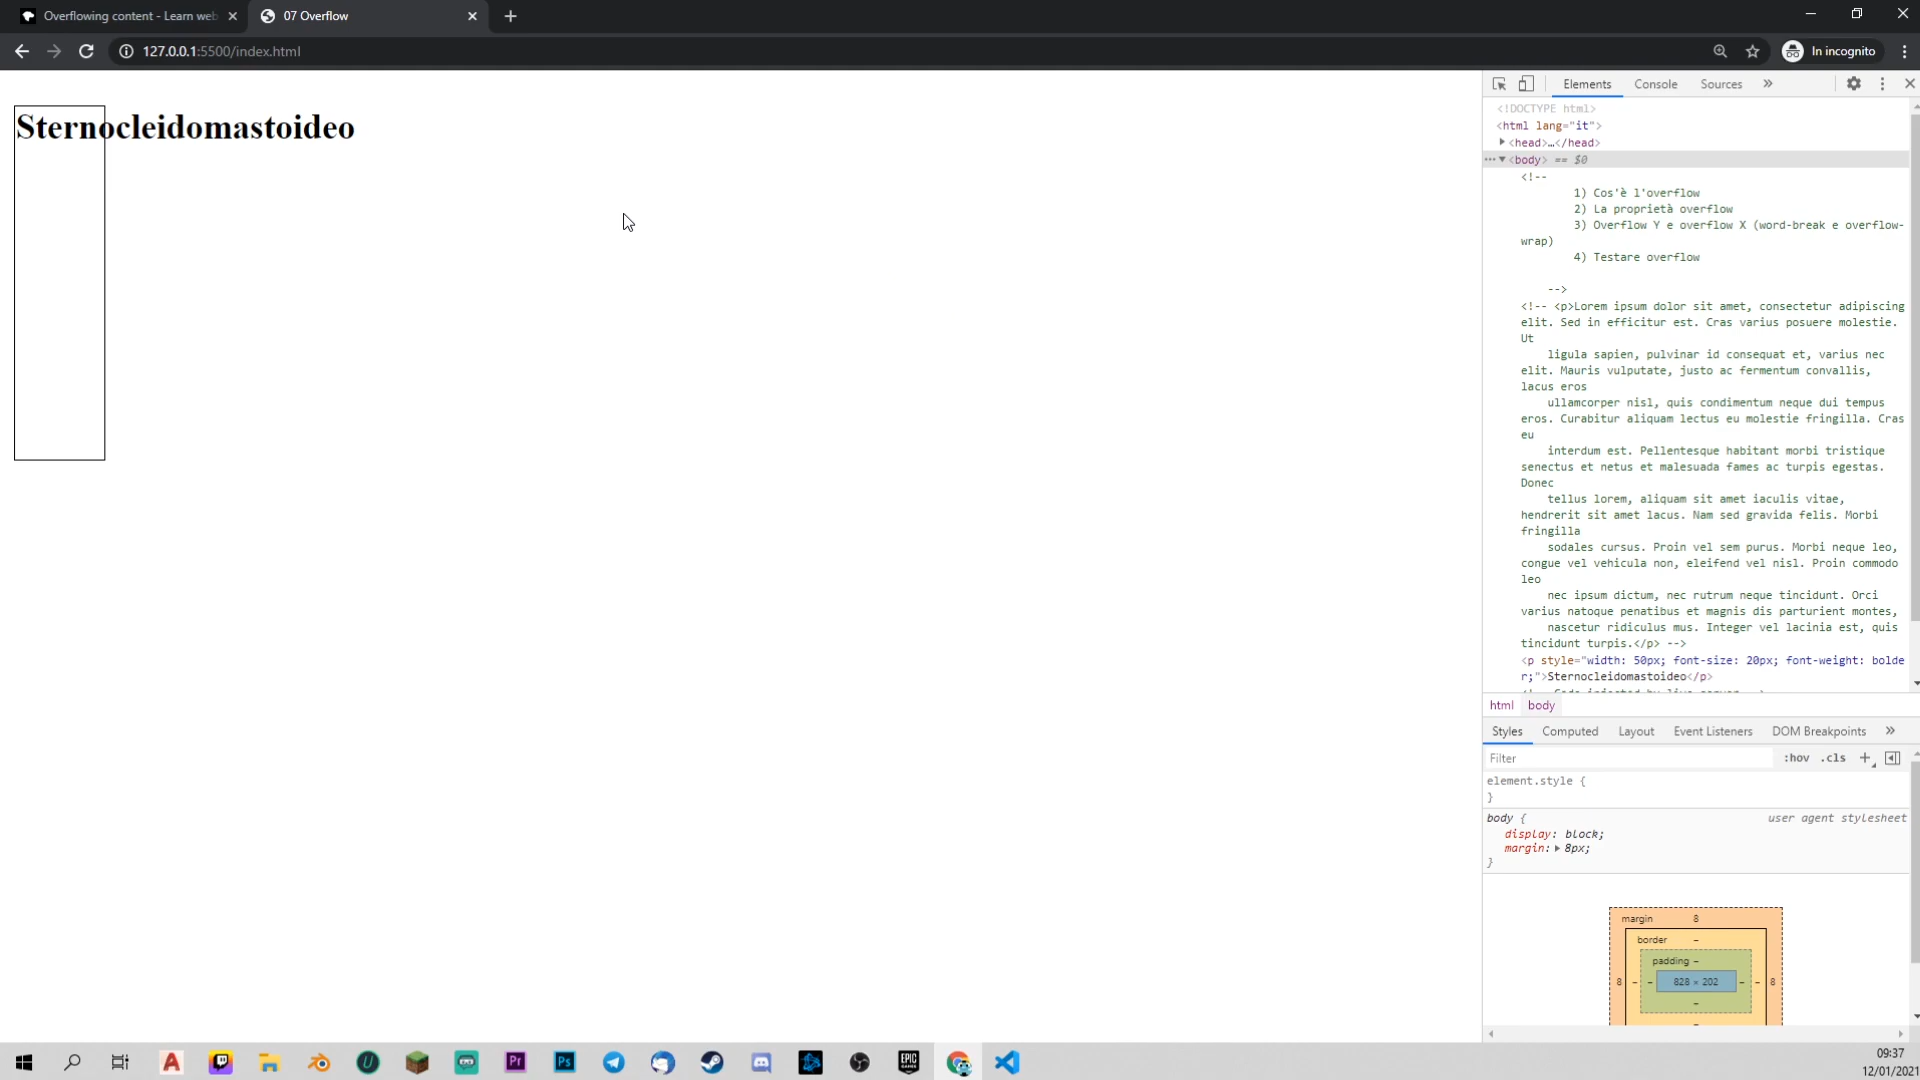 Overflowing content - Learn web
07 Overflow
127.0.0.1:5500/index.html
In incognito
Sternocleidomastoideo
Elements Console Sources »
<!DOCTYPE html>
<html lang="it">
<head>…</head>
<body> == $0
<!--
1) Cos'è l'overflow
2) La proprietà overflow
3) Overflow Y e overflow X (word-break e overflow-
wrap)
4) Testare overflow
-->
<!-- <p>Lorem ipsum dolor sit amet, consectetur adipiscing
elit. Sed in efficitur est. Cras varius posuere molestie.
Ut
ligula sapien, pulvinar id consequat et, varius nec
elit. Mauris vulputate, justo ac fermentum convallis,
lacus eros
ullamcorper nisl, quis condimentum neque dui tempus
eros. Curabitur aliquam lectus eu molestie fringilla. Cras
eu
interdum est. Pellentesque habitant morbi tristique
senectus et netus et malesuada fames ac turpis egestas.
Donec
tellus lorem, aliquam sit amet iaculis vitae,
hendrerit sit amet lacus. Nam sed gravida felis. Morbi
fringilla
sodales cursus. Proin vel sem purus. Morbi neque leo,
congue vel vehicula non, eleifend vel nisl. Proin commodo
leo
nec ipsum dictum, nec rutrum neque tincidunt. Orci
varius natoque penatibus et magnis dis parturient montes,
nascetur ridiculus mus. Integer vel lacinia est, quis
tincidunt turpis.</p> -->
<p style="width: 50px; font-size: 20px; font-weight: bolde
r;">Sternocleidomastoideo</p>
html body
Styles Computed Layout Event Listeners DOM Breakpoints »
Filter :hov .cls +
element.style {
}
body { user agent stylesheet
display: block;
margin: 8px;
}
margin 8
border –
padding –
8 – – 828 × 202 – – 8
–
–
09:37
12/01/2021